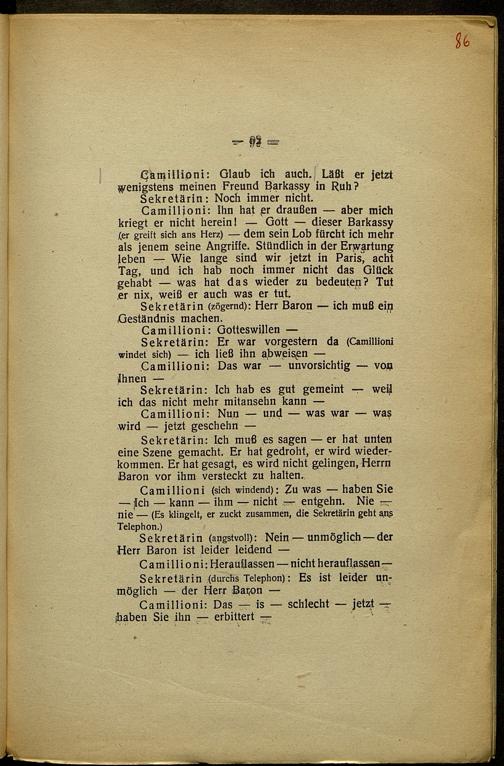 86
Camillioni: Glaub ich auch. Läßt er jetzt
wenigstens meinen Freund Barkassy in Ruh?
Sekretärin: Noch immer nicht.
Camillioni: Ihn hat er draußen — aber mich
kriegt er nicht herein! — Gott — dieser Barkassy
(er greift sich ans Herz) — dem sein Lob fürcht ich mehr
als jenem seine Angriffe. Stündlich in der Erwartung
leben — Wie lange sind wir jetzt in Paris, acht
Tag, und ich hab noch immer nicht das Glück
gehabt — was hat das wieder zu bedeuten? Tut
er nix, weiß er auch was er tut.
Sekretärin (zögernd): Herr Baron — ich muß ein
Geständnis machen.
Camillioni: Gotteswillen —
Sekretärin: Er war vorgestern da (Camillioni
windet sich) — ich ließ ihn abweisen —
Camillioni: Das war — unvorsichtig — von
Ihnen —
Sekretärin: Ich hab es gut gemeint — weil
ich das nicht mehr mitansehn kann —
Camillioni: Nun — und — was war — was
wird — jetzt geschehn —
Sekretärin: Ich muß es sagen — er hat unten
eine Szene gemacht. Er hat gedroht, er wird wieder-
kommen. Er hat gesagt, es wird nicht gelingen, Herrn
Baron vor ihm versteckt zu halten.
Camillioni (sich windend): Zu was — haben Sie
— Ich — kann — ihm — nicht — entgehn. Nie —
nie — (Es klingelt, er zuckt zusammen, die Sekretärin geht ans
Telephon.)
Sekretärin (angstvoll): Nein — unmöglich — der
Herr Baron ist leider leidend —
Camillioni: Herauflassen — nicht herauflassen —
Sekretärin (durchs Telephon): Es ist leider un-
möglich — der Herr Baron —
Camillioni: Das — is — schlecht — jetzt —
haben Sie ihn — erbittert —